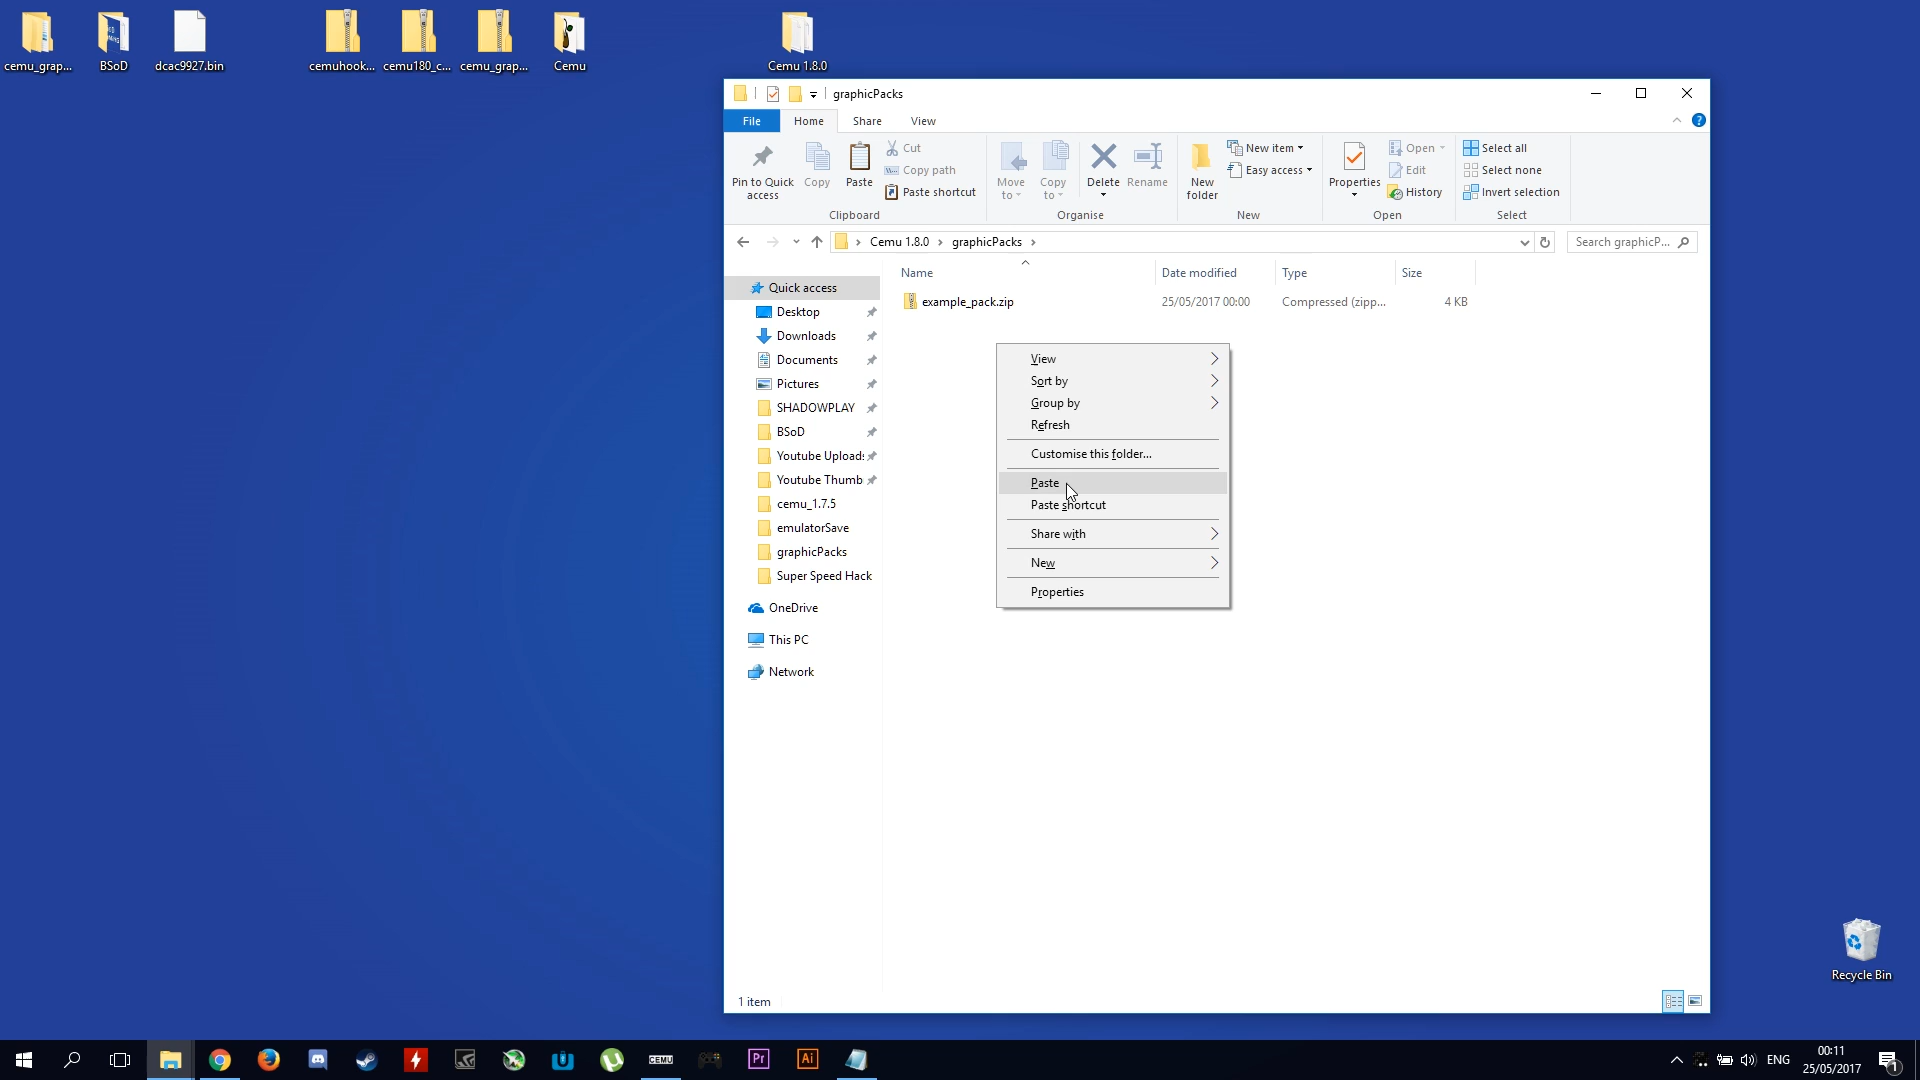 cemu_grap...
BSoD
dcac9927.bin
cemuhook...
cemu180_c...
cemu_grap...
Cemu
Cemu 1.8.0
graphicPacks
File
Home
Share
View
Pin to Quick
access
Copy
Paste
Cut
Copy path
Paste shortcut
Clipboard
Move
to
Copy
to
Delete
Rename
Organise
New
folder
New item
Easy access
New
Properties
Open
Edit
History
Open
Select all
Select none
Invert selection
Select
Cemu 1.8.0
graphicPacks
Search graphicP...
Name
Date modified
Type
Size
example_pack.zip
25/05/2017 00:00
Compressed (zipp...
4 KB
Quick access
Desktop
Downloads
Documents
Pictures
SHADOWPLAY
BSoD
Youtube Upload
Youtube Thumb
cemu_1.7.5
emulatorSave
graphicPacks
Super Speed Hack
OneDrive
This PC
Network
View
Sort by
Group by
Refresh
Customise this folder...
Paste
Paste shortcut
Share with
New
Properties
1 item
Recycle Bin
CEMU
Pr
Ai
ENG
00:11
25/05/2017
1